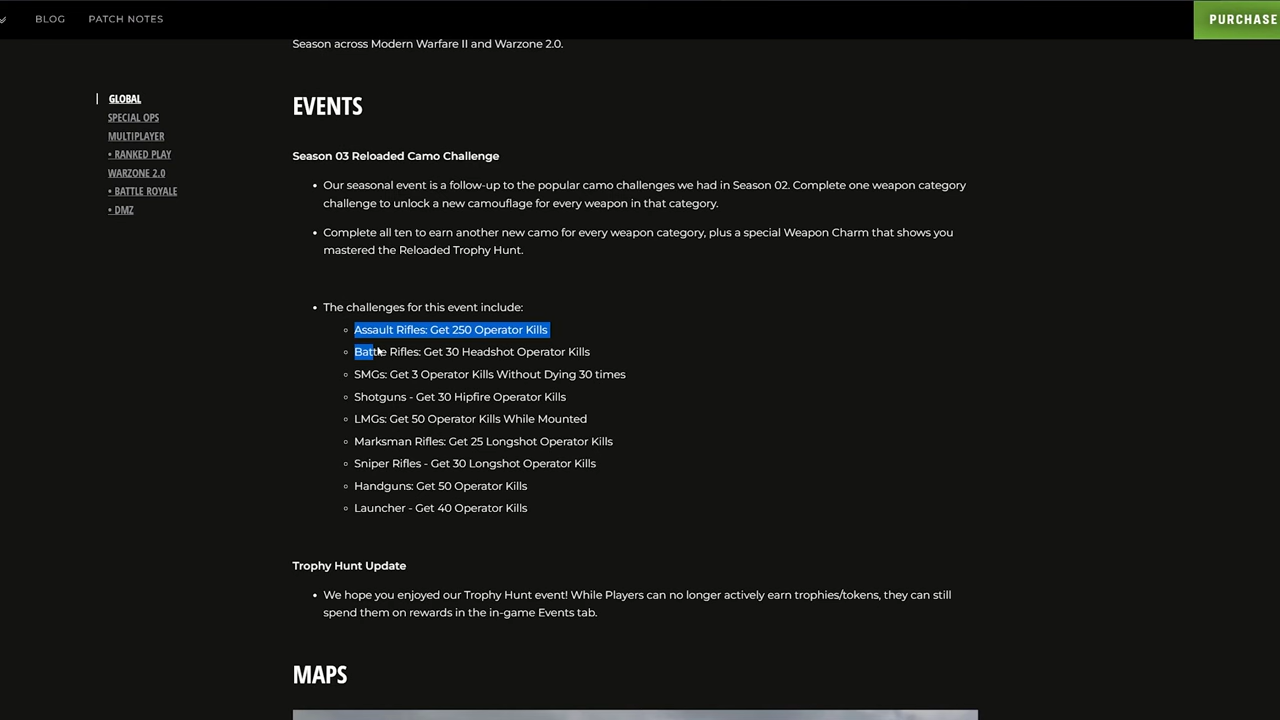 BLOG
PATCH NOTES
PURCHASE
Season across Modern Warfare II and Warzone 2.0.
GLOBAL
SPECIAL OPS
MULTIPLAYER
• RANKED PLAY
WARZONE 2.0
• BATTLE ROYALE
• DMZ
EVENTS
Season 03 Reloaded Camo Challenge
• Our seasonal event is a follow-up to the popular camo challenges we had in Season 02. Complete one weapon category
challenge to unlock a new camouflage for every weapon in that category.
• Complete all ten to earn another new camo for every weapon category, plus a special Weapon Charm that shows you
mastered the Reloaded Trophy Hunt.
• The challenges for this event include:
◦ Assault Rifles: Get 250 Operator Kills
◦ Battle Rifles: Get 30 Headshot Operator Kills
◦ SMGs: Get 3 Operator Kills Without Dying 30 times
◦ Shotguns - Get 30 Hipfire Operator Kills
◦ LMGs: Get 50 Operator Kills While Mounted
◦ Marksman Rifles: Get 25 Longshot Operator Kills
◦ Sniper Rifles - Get 30 Longshot Operator Kills
◦ Handguns: Get 50 Operator Kills
◦ Launcher - Get 40 Operator Kills
Trophy Hunt Update
• We hope you enjoyed our Trophy Hunt event! While Players can no longer actively earn trophies/tokens, they can still
spend them on rewards in the in-game Events tab.
MAPS